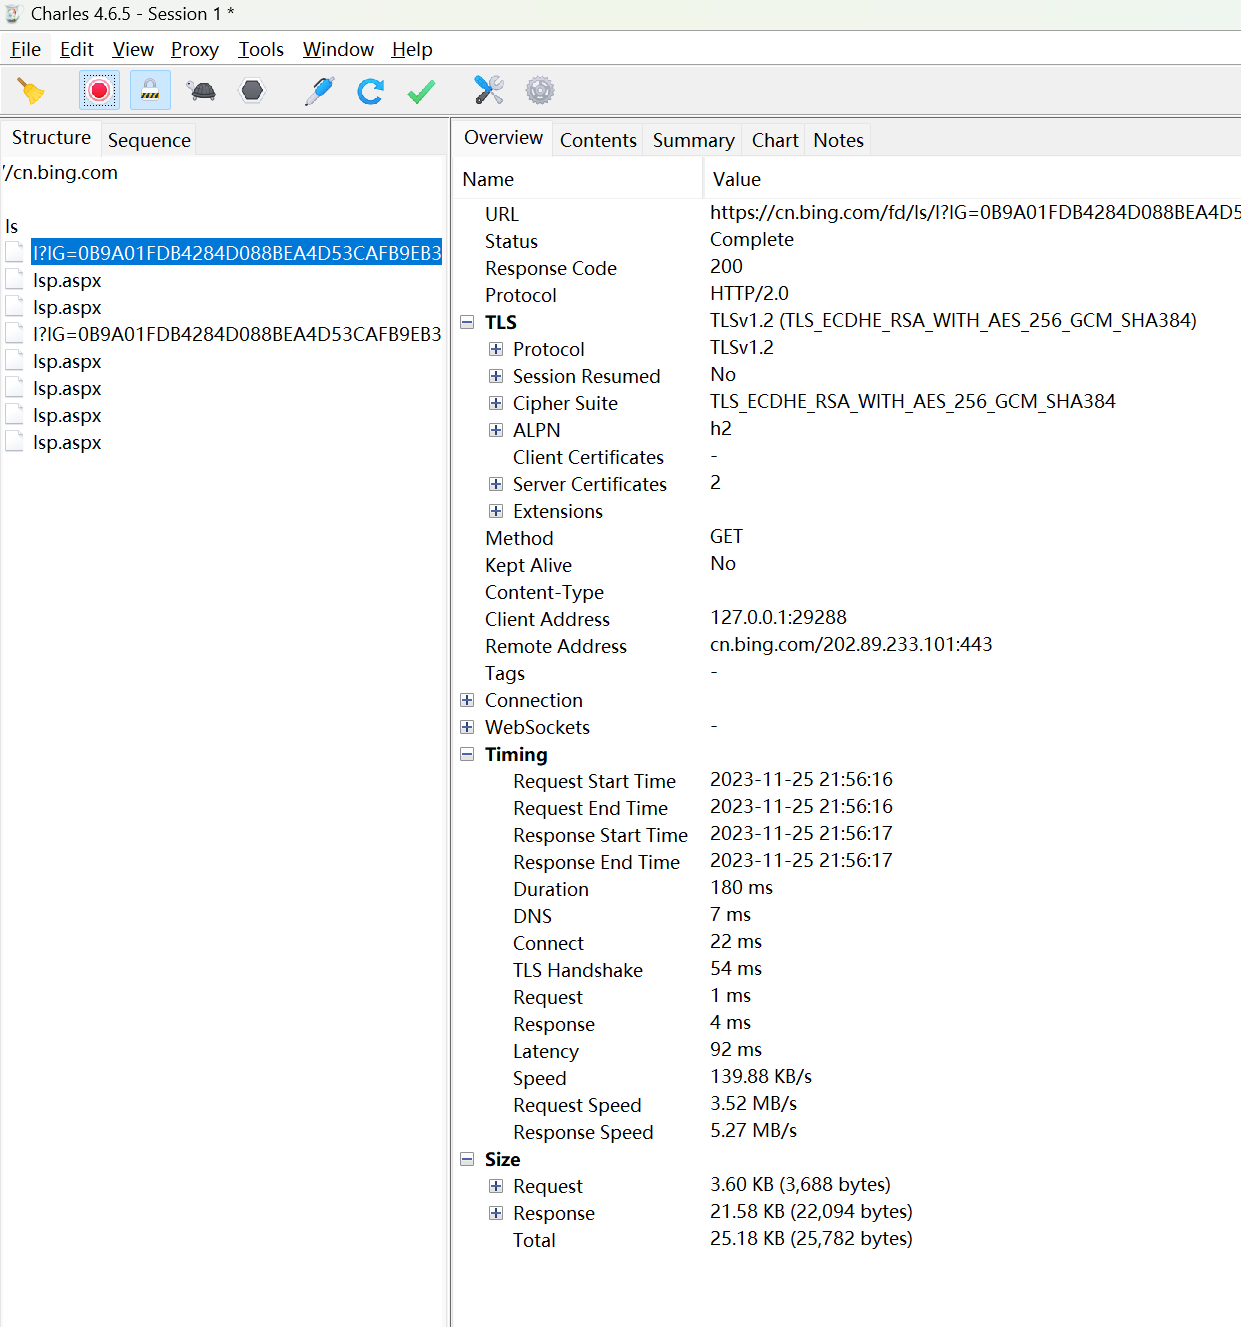 Charles 4.6.5 - Session 1 *
File Edit View Proxy Tools Window Help
Structure Sequence
//cn.bing.com
ls
l?IG=0B9A01FDB4284D088BEA4D53CAFB9EB3
lsp.aspx
lsp.aspx
l?IG=0B9A01FDB4284D088BEA4D53CAFB9EB3
lsp.aspx
lsp.aspx
lsp.aspx
lsp.aspx
Overview Contents Summary Chart Notes
Name Value
URL https://cn.bing.com/fd/ls/l?IG=0B9A01FDB4284D088BEA4D5
Status Complete
Response Code 200
Protocol HTTP/2.0
TLS TLSv1.2 (TLS_ECDHE_RSA_WITH_AES_256_GCM_SHA384)
Protocol TLSv1.2
Session Resumed No
Cipher Suite TLS_ECDHE_RSA_WITH_AES_256_GCM_SHA384
ALPN h2
Client Certificates -
Server Certificates 2
Extensions
Method GET
Kept Alive No
Content-Type
Client Address 127.0.0.1:29288
Remote Address cn.bing.com/202.89.233.101:443
Tags -
Connection
WebSockets -
Timing
Request Start Time 2023-11-25 21:56:16
Request End Time 2023-11-25 21:56:16
Response Start Time 2023-11-25 21:56:17
Response End Time 2023-11-25 21:56:17
Duration 180 ms
DNS 7 ms
Connect 22 ms
TLS Handshake 54 ms
Request 1 ms
Response 4 ms
Latency 92 ms
Speed 139.88 KB/s
Request Speed 3.52 MB/s
Response Speed 5.27 MB/s
Size
Request 3.60 KB (3,688 bytes)
Response 21.58 KB (22,094 bytes)
Total 25.18 KB (25,782 bytes)